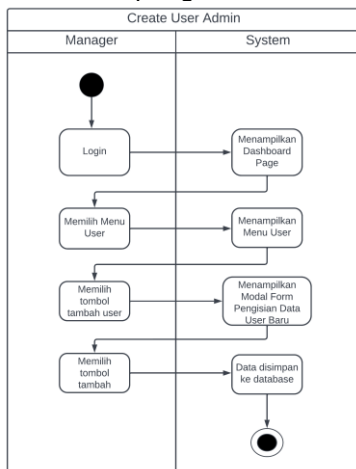 Create User Admin
Manager
System
Login
Menampilkan
Dashboard
Page
Memilih Menu
User
Menampilkan
Menu User
Memilih
tombol
tambah user
Menampilkan
Modal Form
Pengisian Data
User Baru
Memilih
tombol
tambah
Data disimpan
ke database